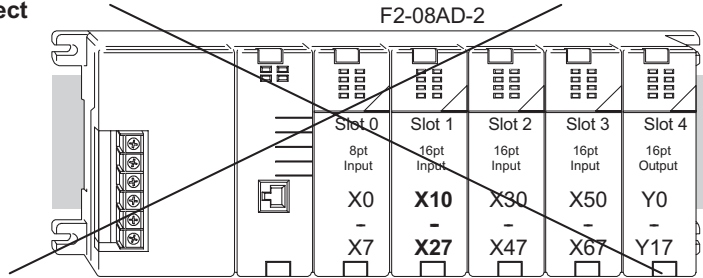 ect
F2-08AD-2
Slot 0 Slot 1 Slot 2 Slot 3 Slot 4
8pt 16pt 16pt 16pt 16pt
Input Input Input Input Output
X0 X10 X30 X50 Y0
- - - - -
X7 X27 X47 X67 Y17